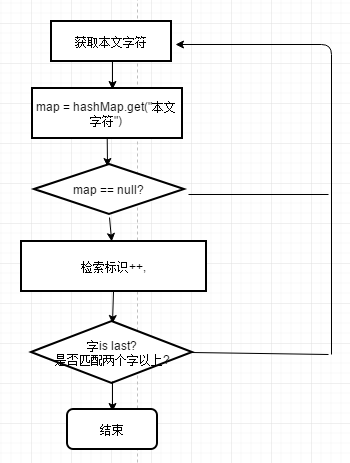 获取本文字符
map = hashMap.get("本文
字符")
map == null?
检索标识++,
字is last?
是否匹配两个字以上?
结束